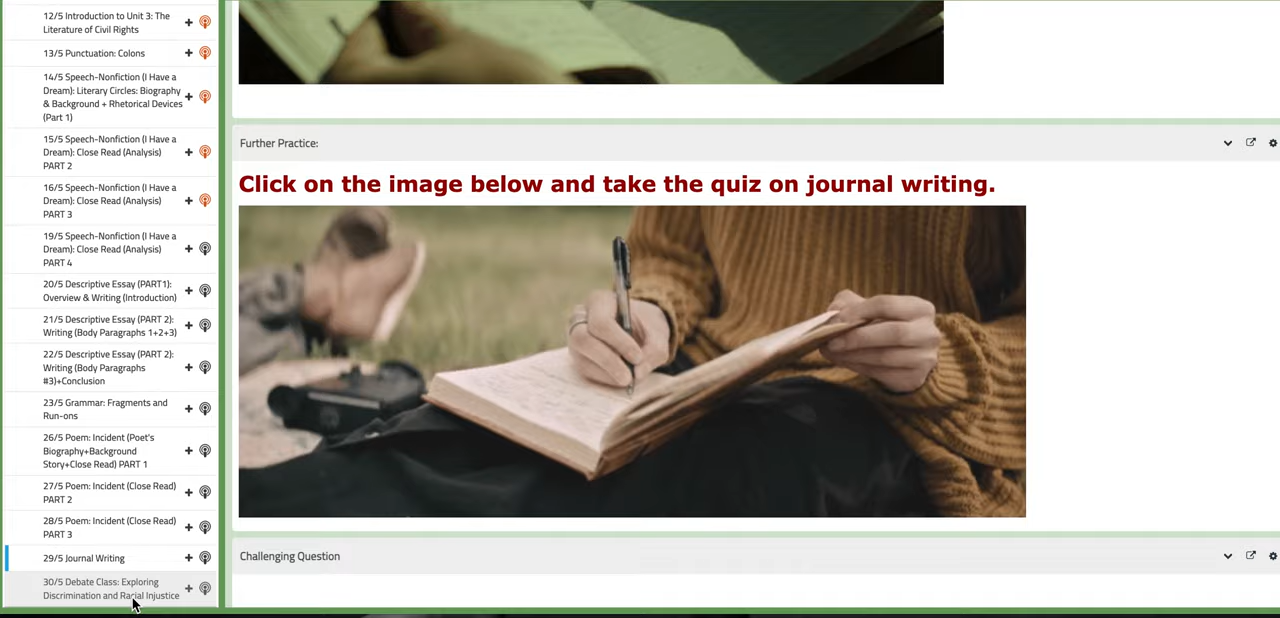 12/5 Introduction to Unit 3: The
Literature of Civil Rights
13/5 Punctuation: Colons
14/5 Speech-Nonfiction (I Have a
Dream): Literary Circles: Biography
& Background + Rhetorical Devices
(Part 1)
15/5 Speech-Nonfiction (I Have a
Dream): Close Read (Analysis)
PART 2
16/5 Speech-Nonfiction (I Have a
Dream): Close Read (Analysis)
PART 3
19/5 Speech-Nonfiction (I Have a
Dream): Close Read (Analysis)
PART 4
20/5 Descriptive Essay (PART1):
Overview & Writing (Introduction)
21/5 Descriptive Essay (PART 2):
Writing (Body Paragraphs 1+2+3)
22/5 Descriptive Essay (PART 2):
Writing (Body Paragraphs
#3)+Conclusion
23/5 Grammar: Fragments and
Run-ons
26/5 Poem: Incident (Poet's
Biography+Background
Story+Close Read) PART 1
27/5 Poem: Incident (Close Read)
PART 2
28/5 Poem: Incident (Close Read)
PART 3
29/5 Journal Writing
30/5 Debate Class: Exploring
Discrimination and Racial Injustice
Further Practice:
Click on the image below and take the quiz on journal writing.
Challenging Question